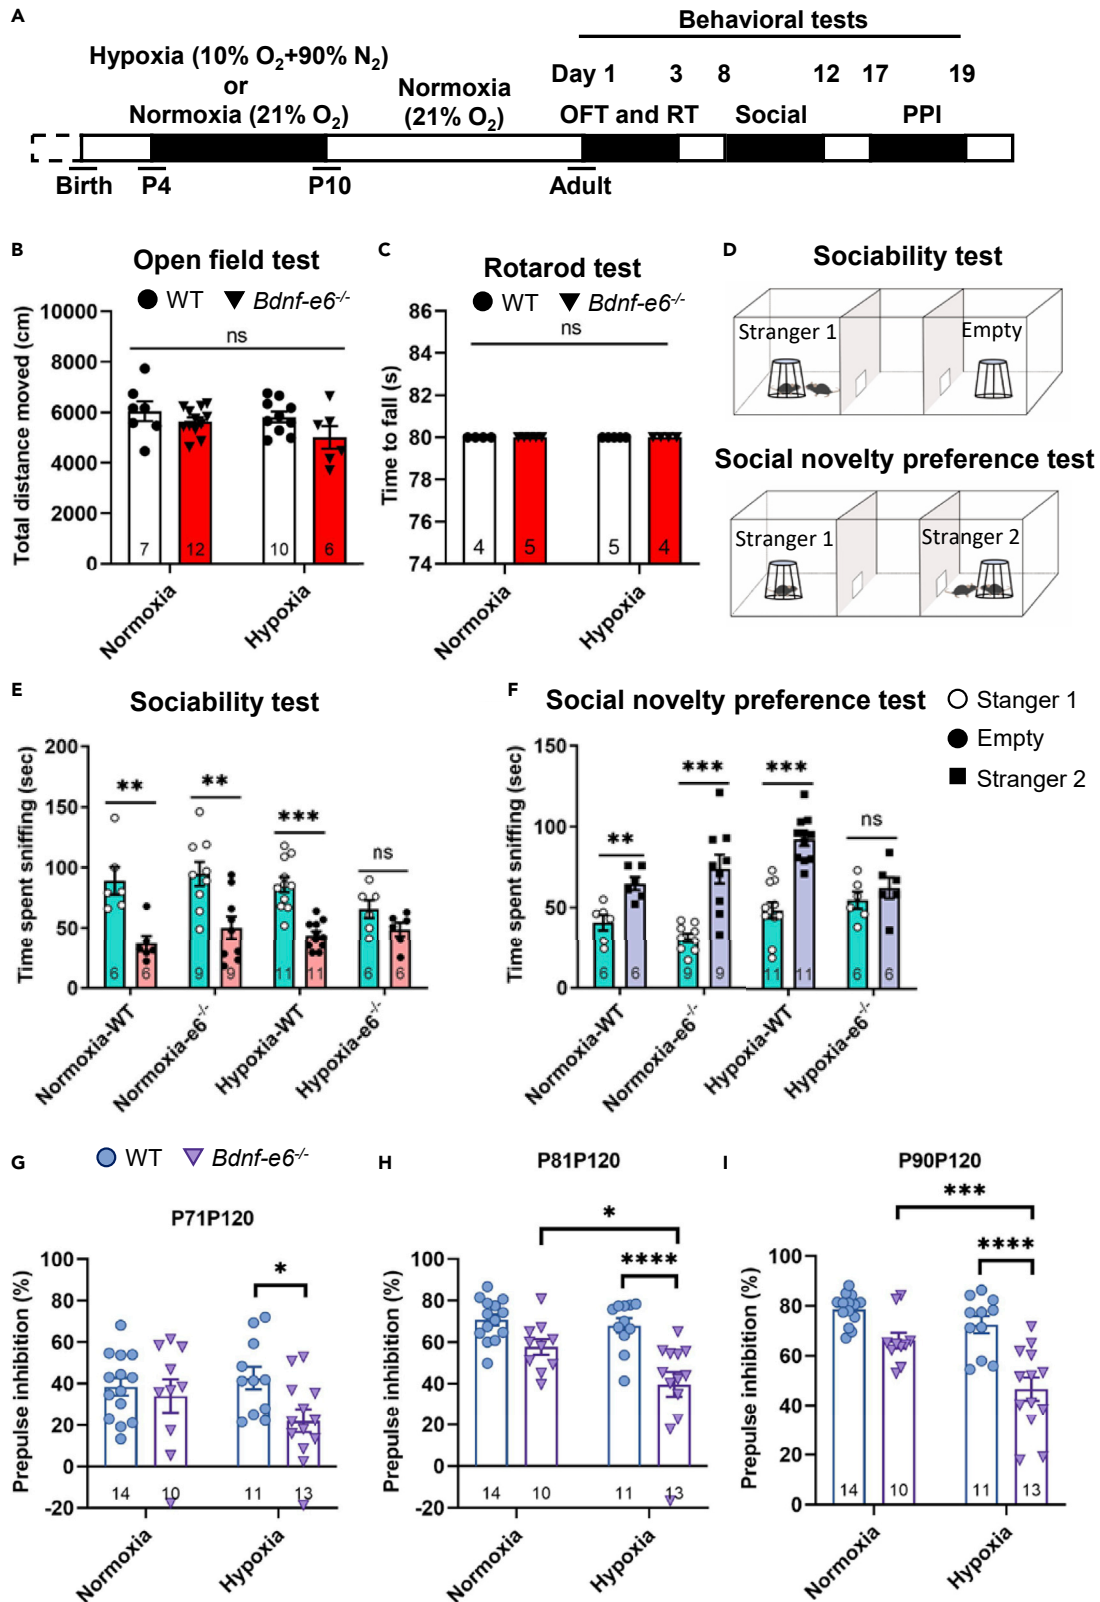 A
Behavioral tests
Hypoxia (10% O₂+90% N₂)
or
Normoxia (21% O₂)
Normoxia
(21% O₂)
Day 1 3 8 12 17 19
OFT and RT Social PPI
Birth P4 P10 Adult
B
Open field test
WT Bdnf-e6⁻/⁻
Total distance moved (cm)
10000
8000
6000
4000
2000
0
ns
7 12 10 6
Normoxia Hypoxia
C
Rotarod test
WT Bdnf-e6⁻/⁻
Time to fall (s)
86
84
82
80
78
76
74
ns
4 5 5 4
Normoxia Hypoxia
D
Sociability test
Stranger 1 Empty
Social novelty preference test
Stranger 1 Stranger 2
E
Sociability test
Time spent sniffing (sec)
200
150
100
50
0
** ** *** ns
6 6 9 9 11 11 6 6
Normoxia-WT Normoxia-e6⁻/⁻ Hypoxia-WT Hypoxia-e6⁻/⁻
F
Social novelty preference test
Time spent sniffing (sec)
150
100
50
0
** *** *** ns
6 6 9 9 11 11 6 6
Normoxia-WT Normoxia-e6⁻/⁻ Hypoxia-WT Hypoxia-e6⁻/⁻
Stanger 1
Empty
Stranger 2
G
WT Bdnf-e6⁻/⁻
P71P120
Prepulse inhibition (%)
100
80
60
40
20
0
-20
*
14 10 11 13
Normoxia Hypoxia
H
P81P120
Prepulse inhibition (%)
100
80
60
40
20
0
-20
*
****
14 10 11 13
Normoxia Hypoxia
I
P90P120
Prepulse inhibition (%)
100
80
60
40
20
0
***
****
14 10 11 13
Normoxia Hypoxia